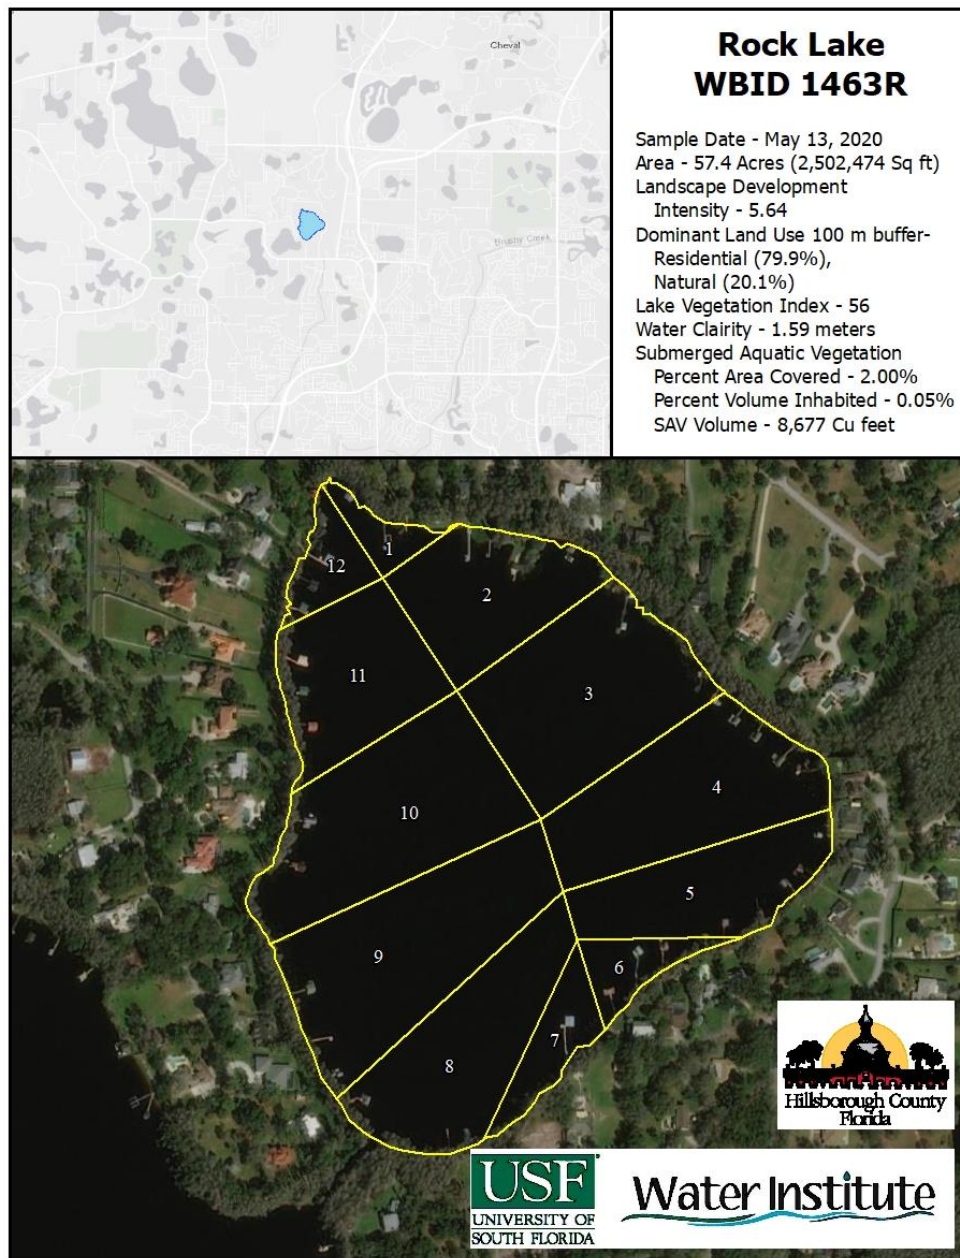 Cheval
Brushy Creek
Rock Lake
WBID 1463R
Sample Date - May 13, 2020
Area - 57.4 Acres (2,502,474 Sq ft)
Landscape Development
Intensity - 5.64
Dominant Land Use 100 m buffer-
Residential (79.9%),
Natural (20.1%)
Lake Vegetation Index - 56
Water Clairity - 1.59 meters
Submerged Aquatic Vegetation
Percent Area Covered - 2.00%
Percent Volume Inhabited - 0.05%
SAV Volume - 8,677 Cu feet
1
12
2
11
3
4
10
5
9
6
7
8
Hillsborough County
Florida
USF
UNIVERSITY OF
SOUTH FLORIDA
Water Institute